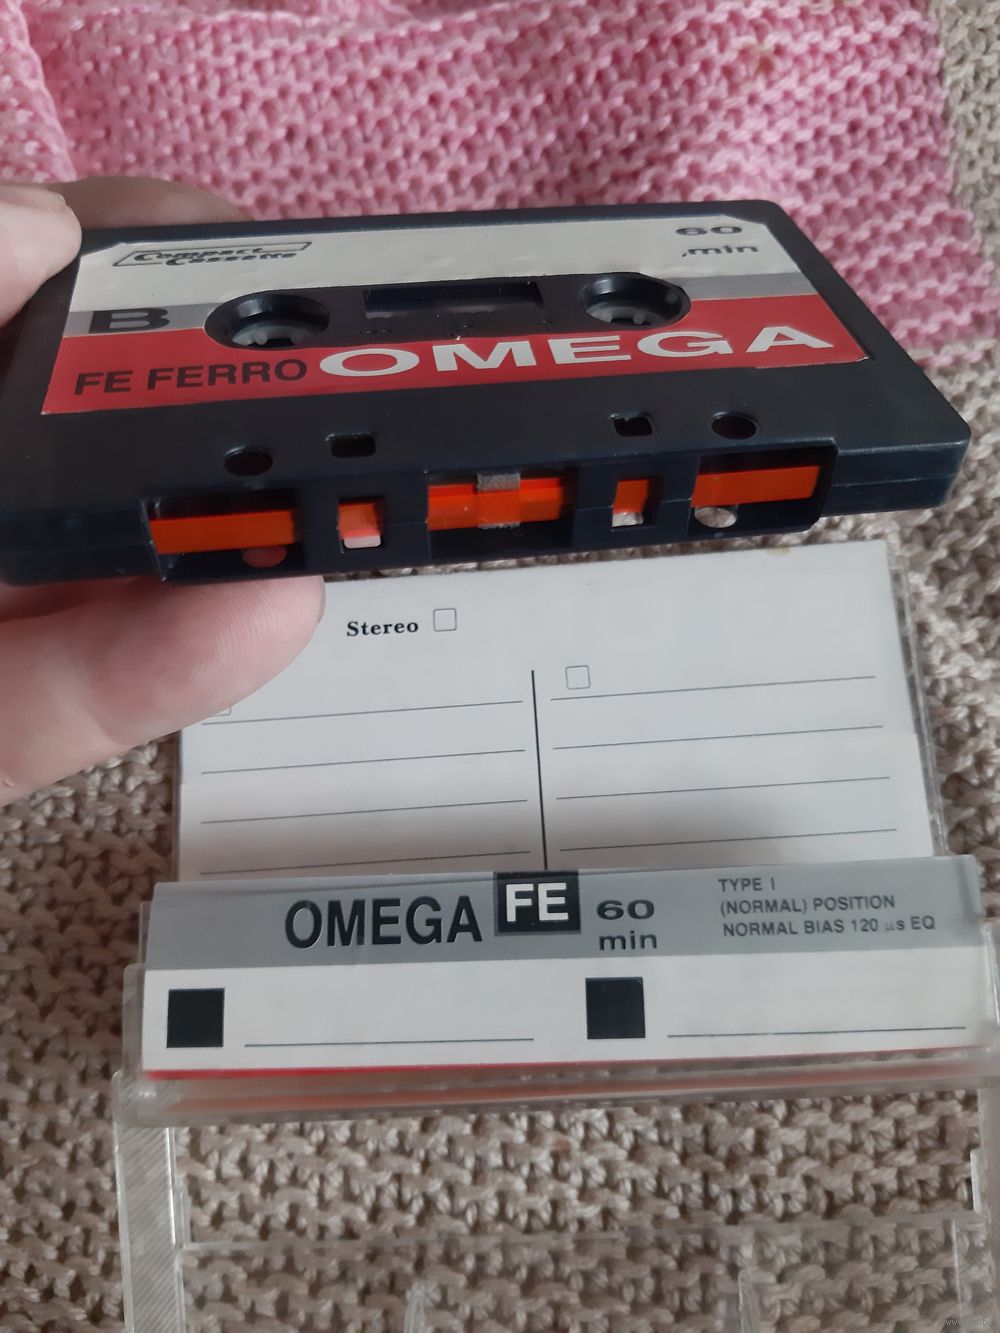 Compact
Cassette
60
min
B
FE FERRO OMEGA
Stereo
OMEGA FE 60
min
TYPE I
(NORMAL) POSITION
NORMAL BIAS 120 µs EQ